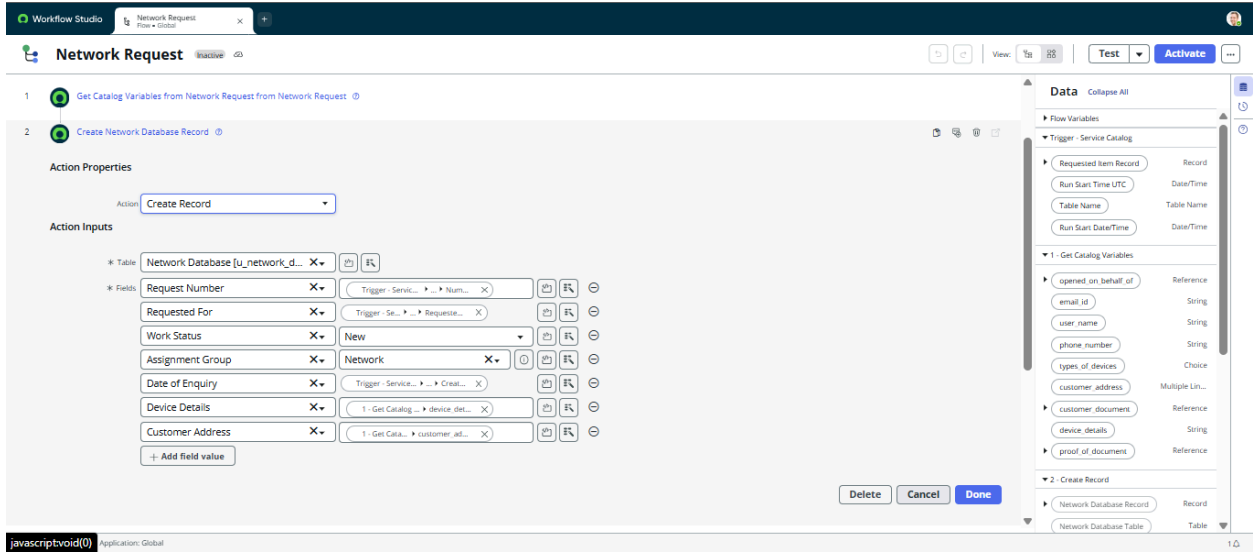 Workflow Studio
Network Request
Flow • Global
Network Request Inactive
View:
Test
Activate
1 Get Catalog Variables from Network Request from Network Request
2 Create Network Database Record
Action Properties
Action Create Record
Action Inputs
* Table Network Database [u_network_d...
* Fields Request Number Trigger - Servic... ... Num...
Requested For Trigger - Se... ... Requeste...
Work Status New
Assignment Group Network
Date of Enquiry Trigger - Service... ... Creat...
Device Details 1 - Get Catalog ... device_det...
Customer Address 1 - Get Cata... customer_ad...
+ Add field value
Delete Cancel Done
Data Collapse All
Flow Variables
Trigger - Service Catalog
Requested Item Record Record
Run Start Time UTC Date/Time
Table Name Table Name
Run Start Date/Time Date/Time
1 - Get Catalog Variables
opened_on_behalf_of Reference
email_id String
user_name String
phone_number String
types_of_devices Choice
customer_address Multiple Lin...
customer_document Reference
device_details String
proof_of_document Reference
2 - Create Record
Network Database Record Record
Network Database Table Table
javascript:void(0) Application: Global
1